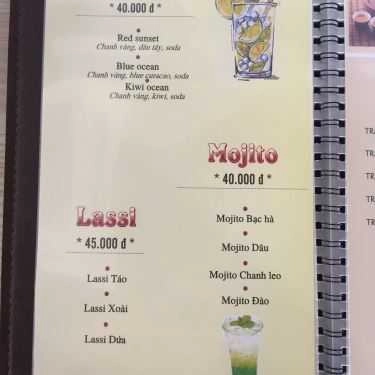 * 40.000 đ *
Red sunset
Chanh vàng, dâu tây, soda
Blue ocean
Chanh vàng, blue curacao, soda
Kiwi ocean
Chanh vàng, kiwi, soda
Mojito
* 40.000 đ *
Mojito Bạc hà
Mojito Dâu
Mojito Chanh leo
Mojito Đào
Lassi
* 45.000 đ *
Lassi Táo
Lassi Xoài
Lassi Dứa